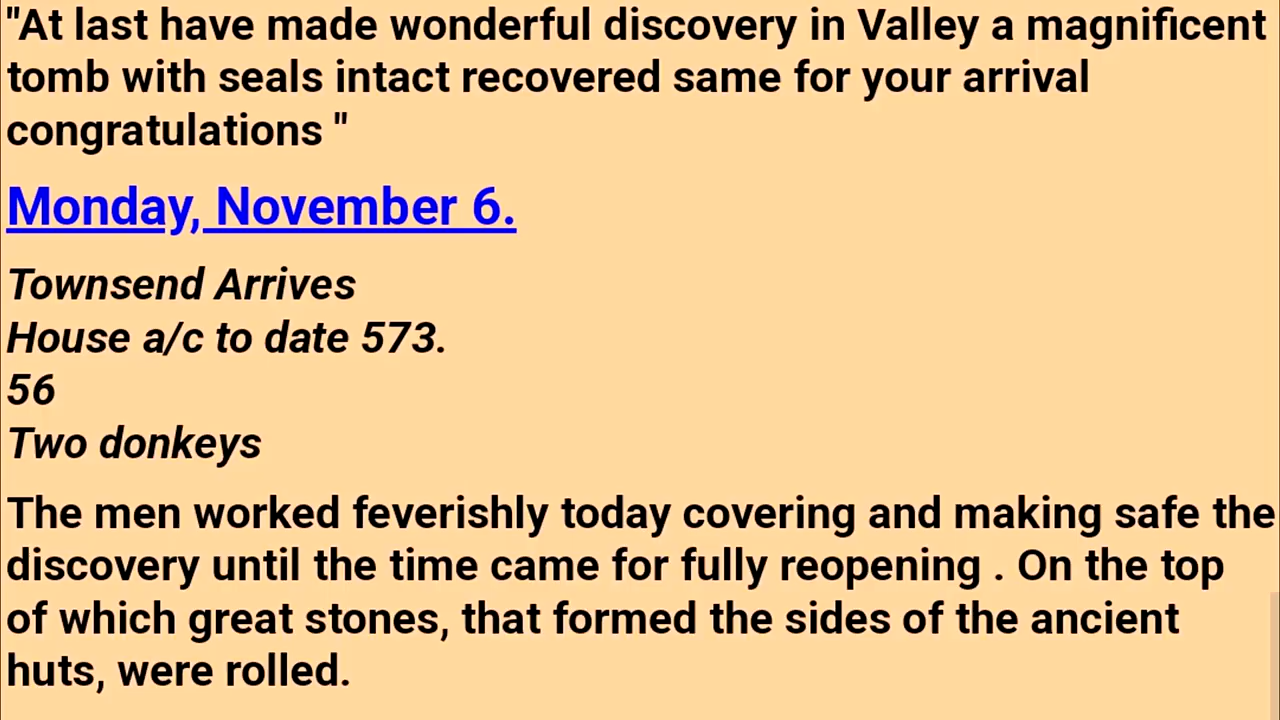 "At last have made wonderful discovery in Valley a magnificent
tomb with seals intact recovered same for your arrival
congratulations "
Monday, November 6.
Townsend Arrives
House a/c to date 573.
56
Two donkeys
The men worked feverishly today covering and making safe the
discovery until the time came for fully reopening . On the top
of which great stones, that formed the sides of the ancient
huts, were rolled.